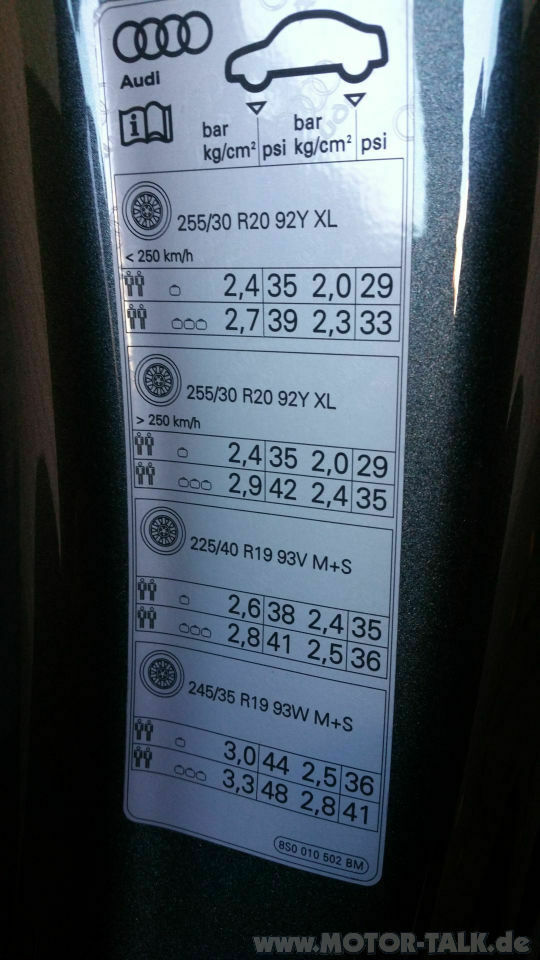 Audi
i
bar psi bar psi
kg/cm² kg/cm²
255/30 R20 92Y XL
< 250 km/h
2,4 35 2,0 29
2,7 39 2,3 33
255/30 R20 92Y XL
> 250 km/h
2,4 35 2,0 29
2,9 42 2,4 35
225/40 R19 93V M+S
2,6 38 2,4 35
2,8 41 2,5 36
245/35 R19 93W M+S
3,0 44 2,5 36
3,3 48 2,8 41
8S0 010 502 BM
www.MOTOR-TALK.de